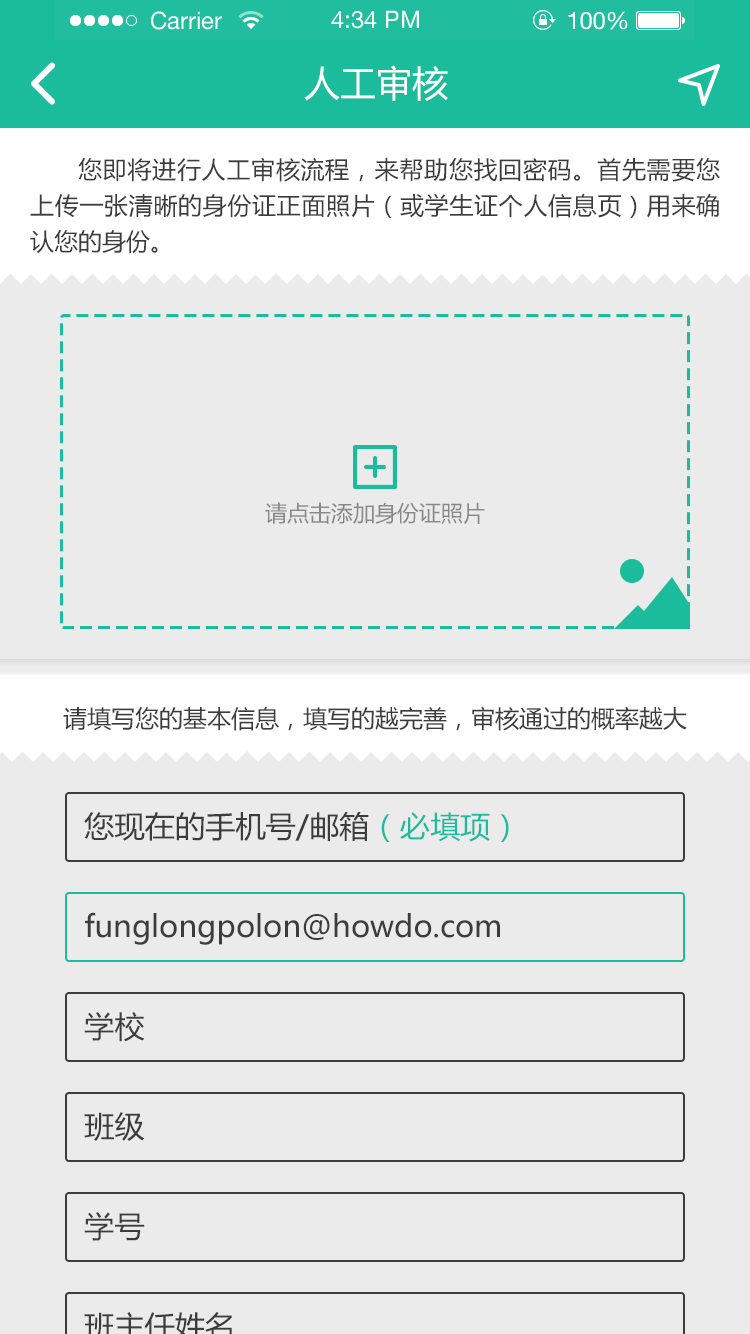 Carrier 4:34 PM 100%
人工审核
您即将进行人工审核流程，来帮助您找回密码。首先需要您
上传一张清晰的身份证正面照片（或学生证个人信息页）用来确
认您的身份。
请点击添加身份证照片
请填写您的基本信息，填写的越完善，审核通过的概率越大
您现在的手机号/邮箱（必填项）
funglongpolon@howdo.com
学校
班级
学号
班主任姓名